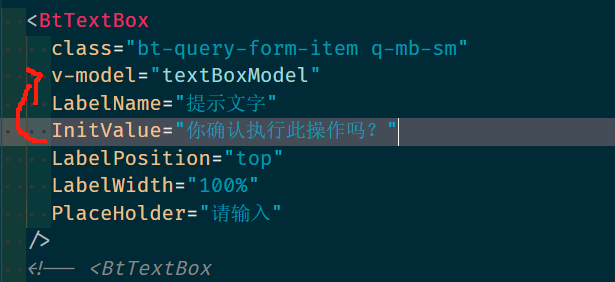 <BtTextBox
class="bt-query-form-item q-mb-sm"
v-model="textBoxModel"
LabelName="提示文字"
InitValue="你确认执行此操作吗？"
LabelPosition="top"
LabelWidth="100%"
PlaceHolder="请输入"
/>
<!-- <BtTextBox